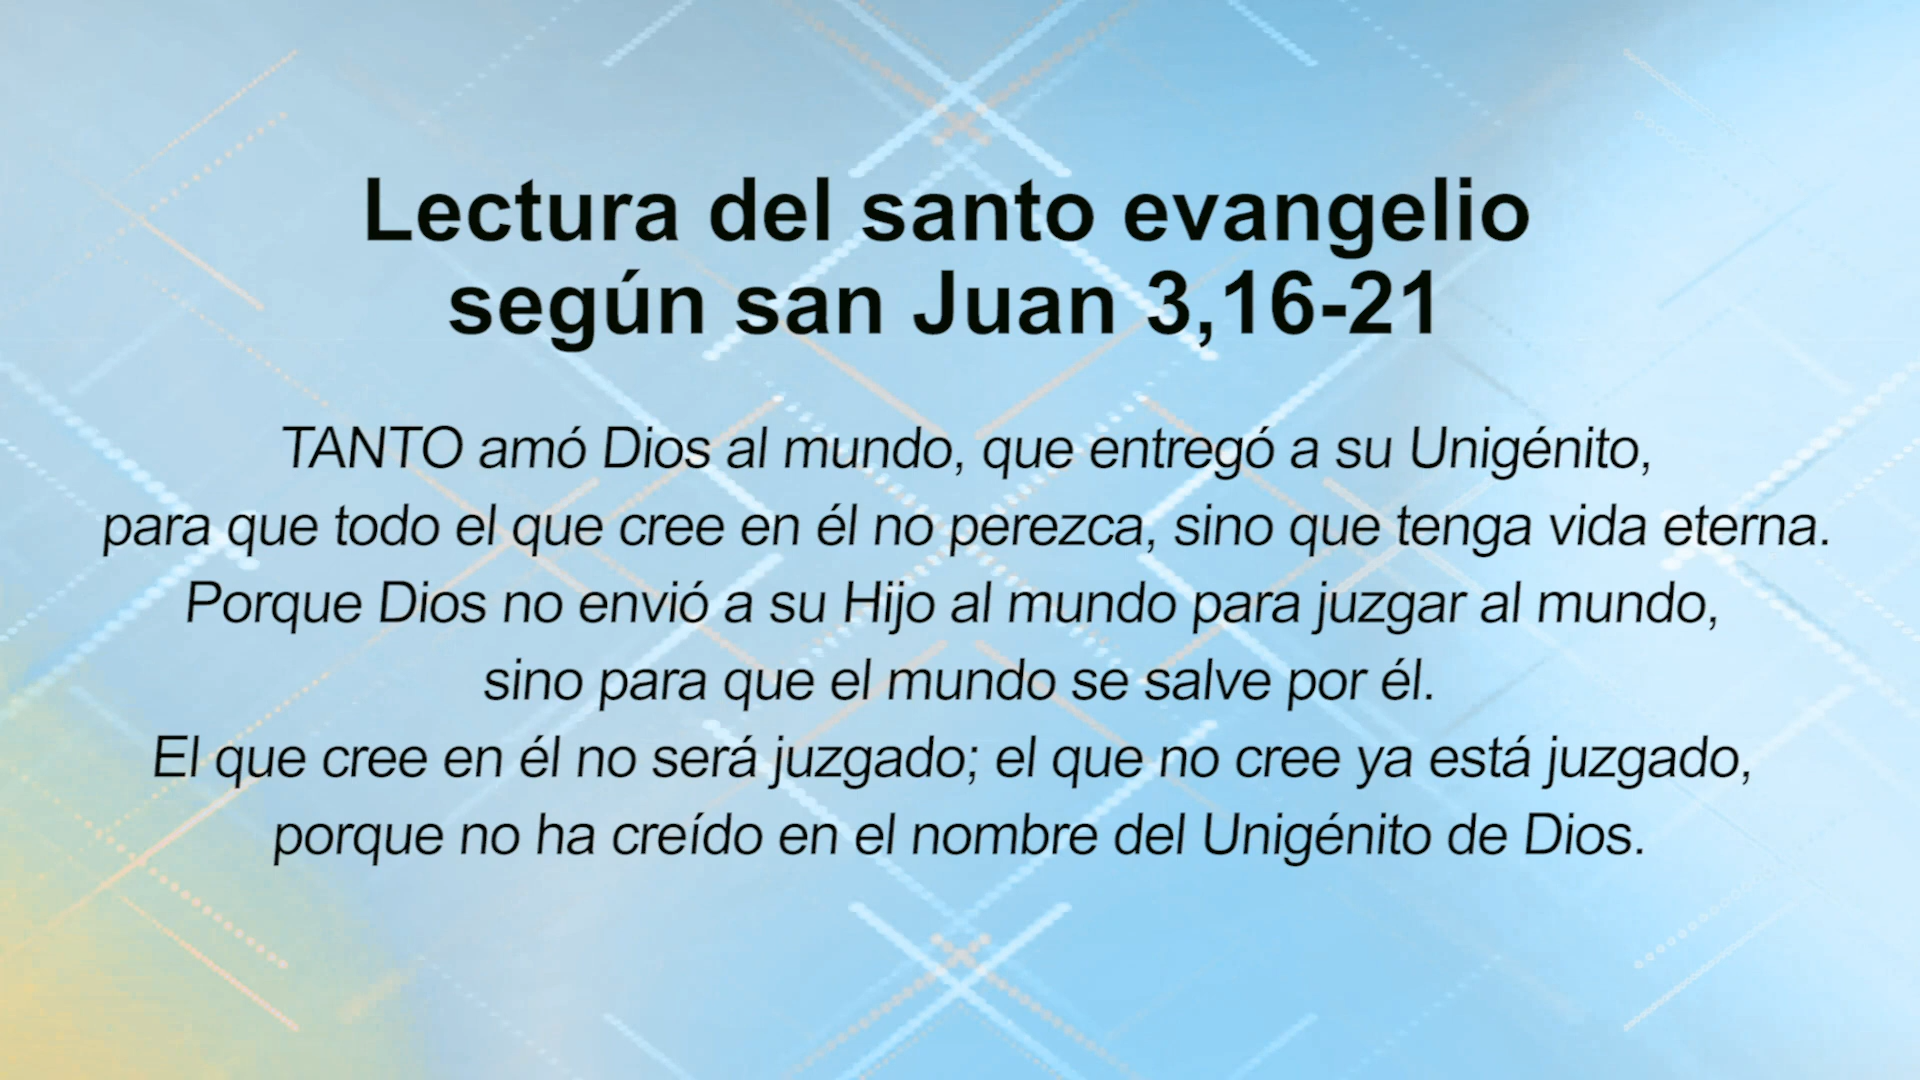 Lectura del santo evangelio
según san Juan 3,16-21
TANTO amó Dios al mundo, que entregó a su Unigénito,
para que todo el que cree en él no perezca, sino que tenga vida eterna.
Porque Dios no envió a su Hijo al mundo para juzgar al mundo,
sino para que el mundo se salve por él.
El que cree en él no será juzgado; el que no cree ya está juzgado,
porque no ha creído en el nombre del Unigénito de Dios.